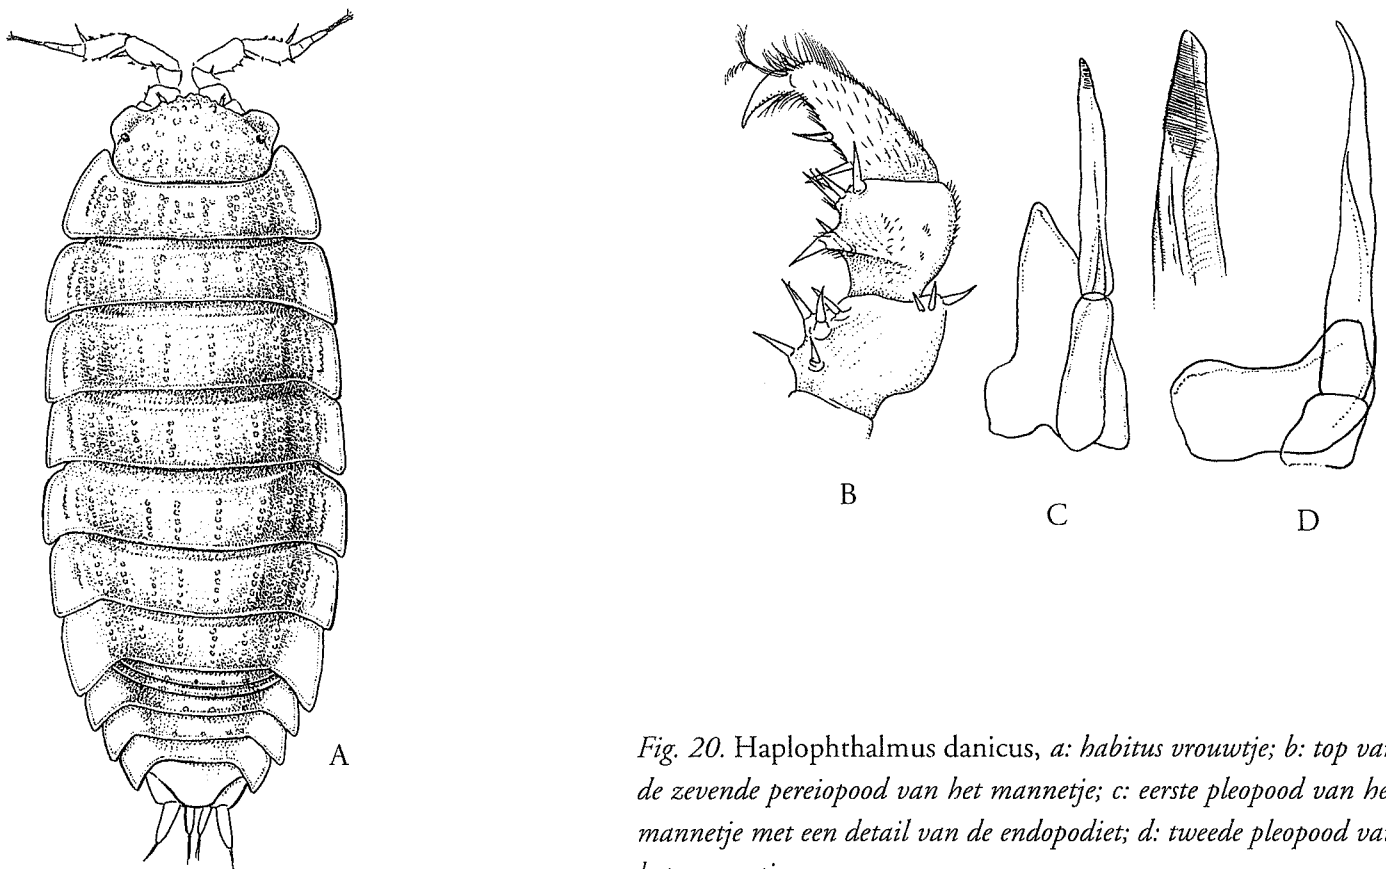 A
B
C
D
Fig. 20. Haplophthalmus danicus, a: habitus vrouwtje; b: top va
de zevende pereiopood van het mannetje; c: eerste pleopood van he
mannetje met een detail van de endopodiet; d: tweede pleopood va